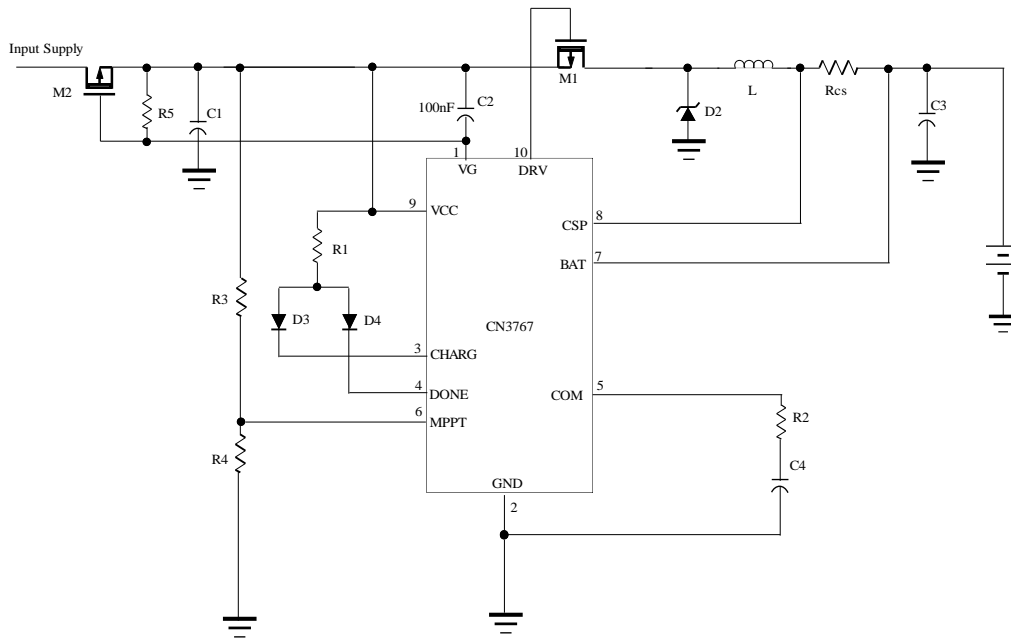 Input Supply
M2
R5
C1
100nF
C2
M1
D2
L
Rcs
C3
1
VG
10
DRV
9
VCC
CSP
8
R1
BAT
7
R3
D3
D4
CN3767
3
CHARG
4
DONE
COM
5
6
MPPT
R2
R4
C4
GND
2